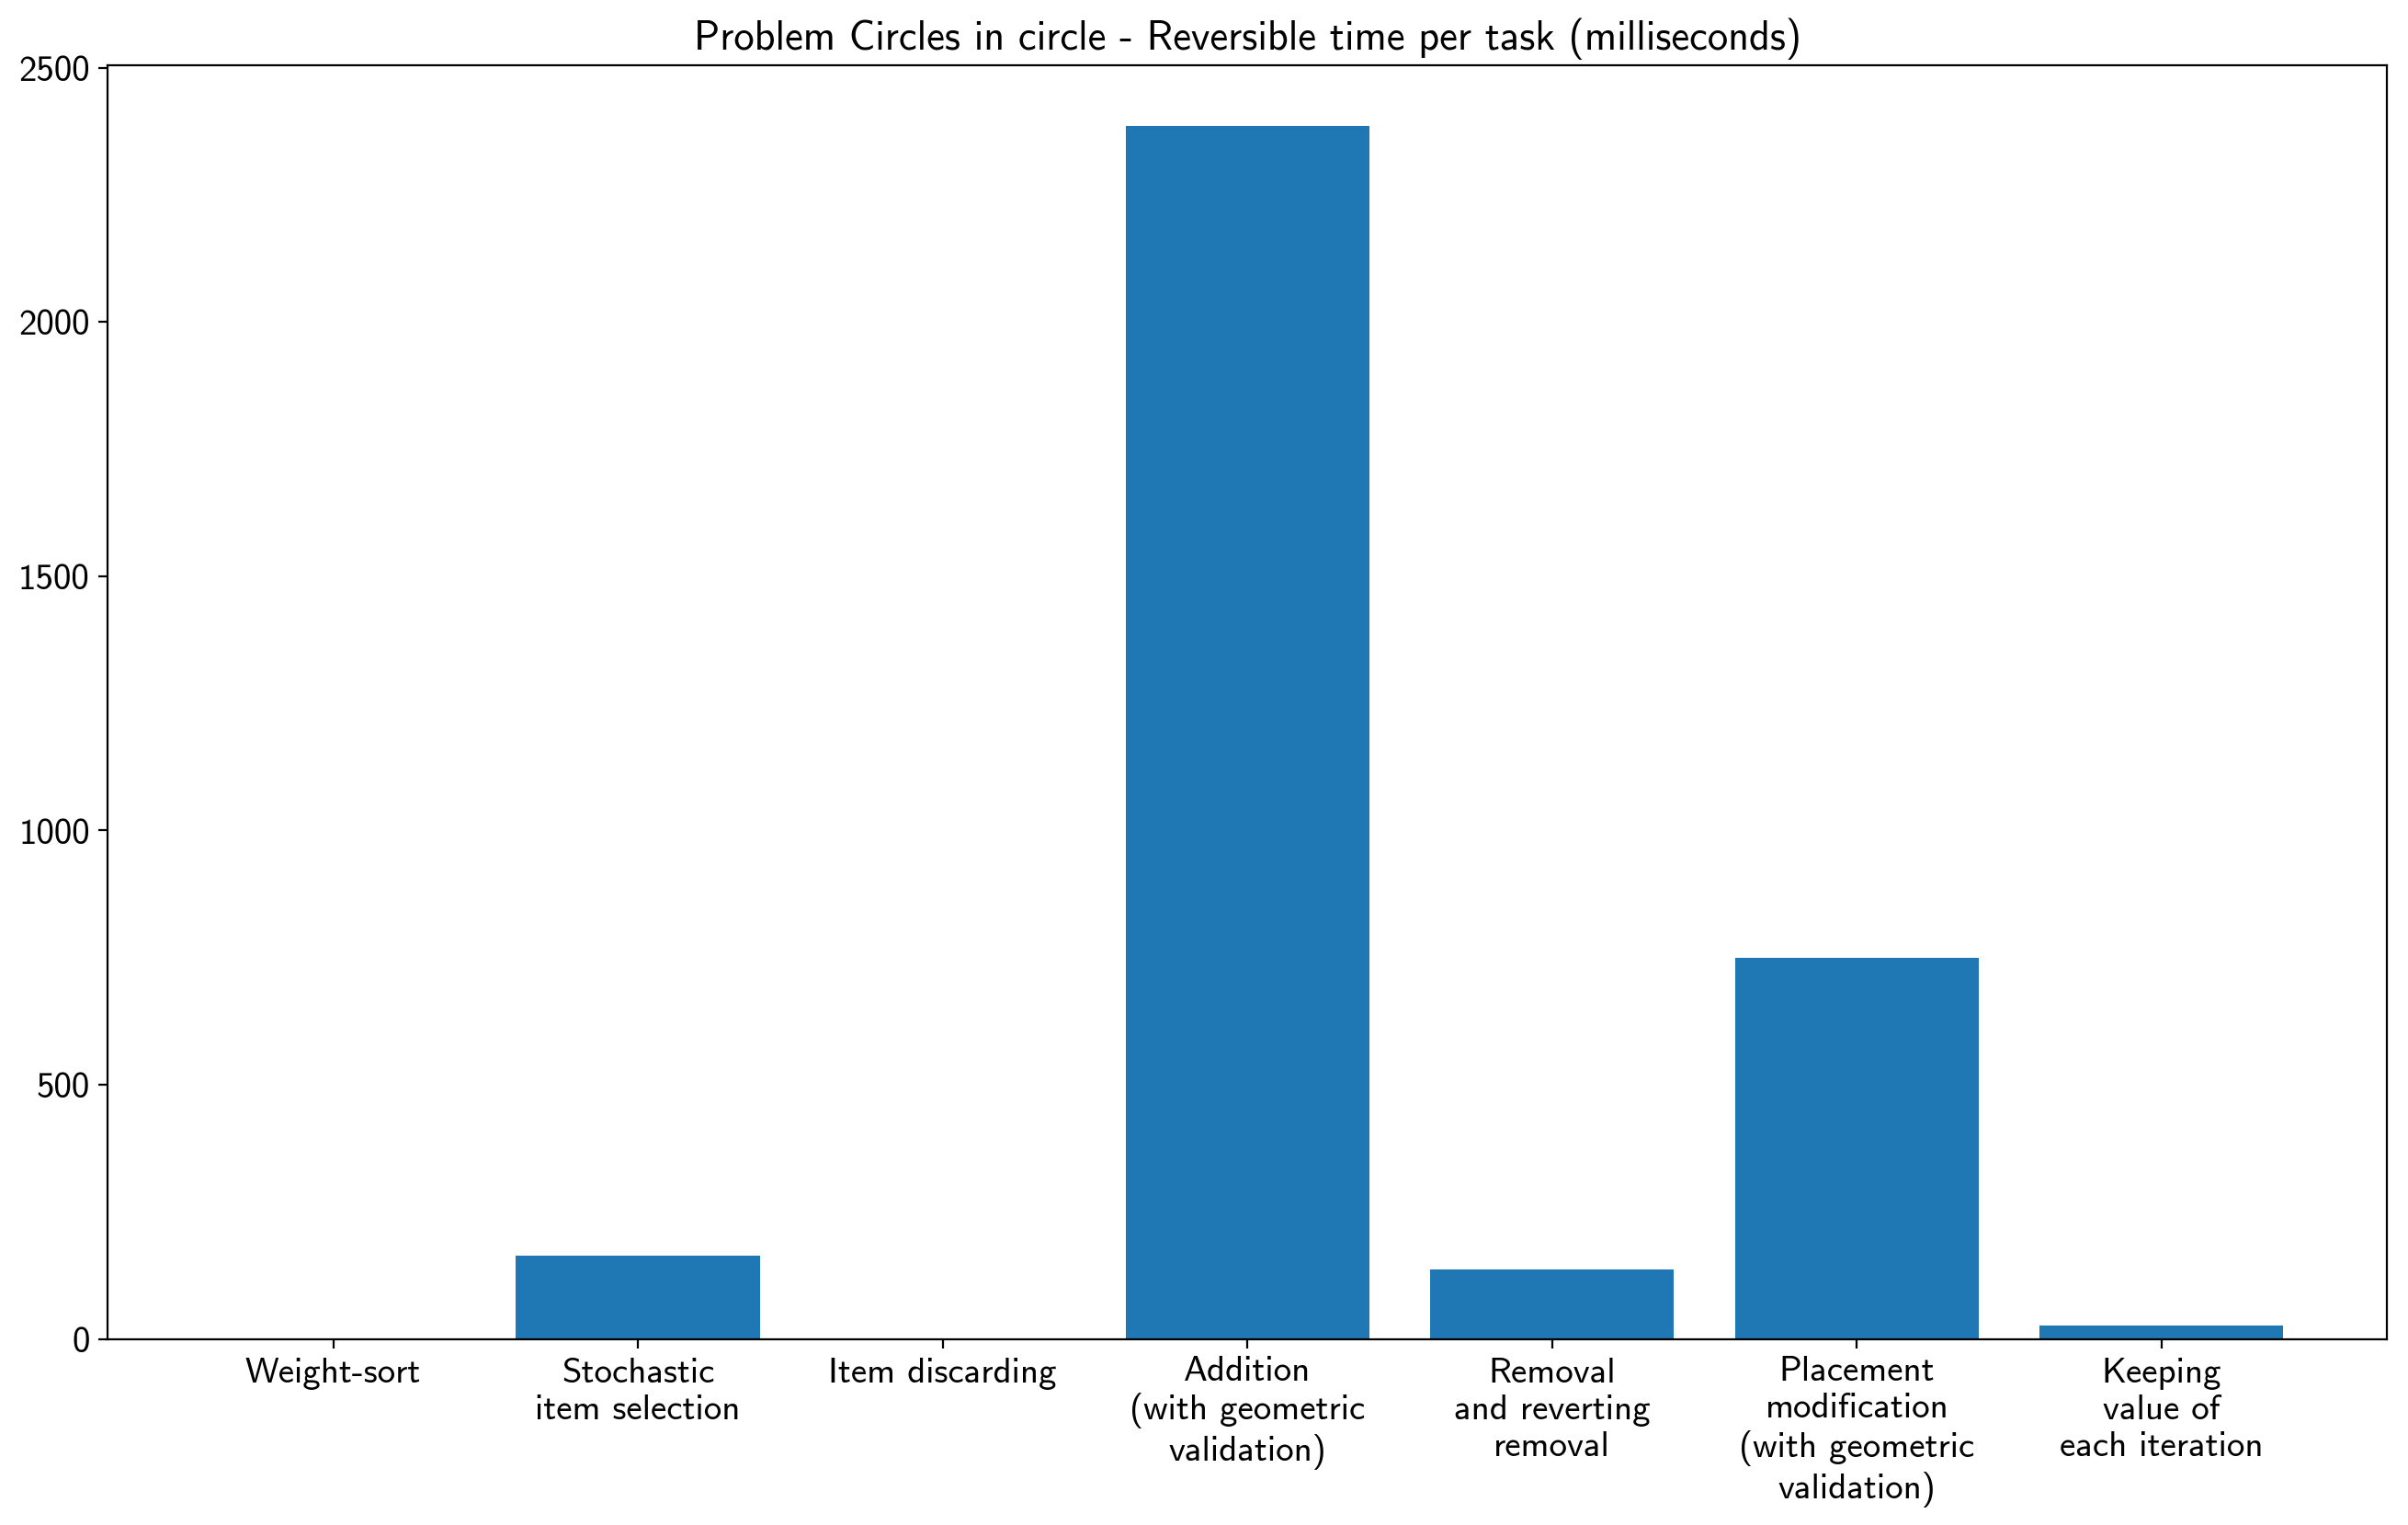 Problem Circles in circle - Reversible time per task (milliseconds)
2500
2000
1500
1000
500
0
Weight-sort
Stochastic
item selection
Item discarding
Addition
(with geometric
validation)
Removal
and reverting
removal
Placement
modification
(with geometric
validation)
Keeping
value of
each iteration